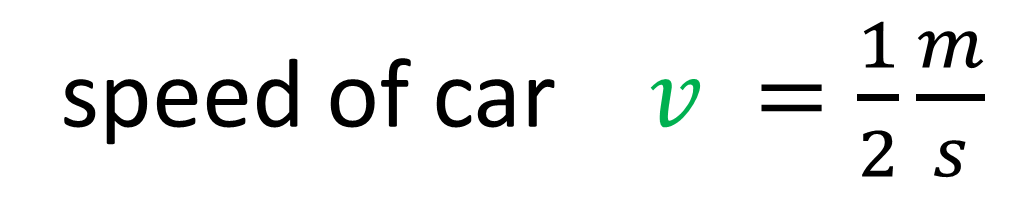 speed of car v = 1/2 m/s